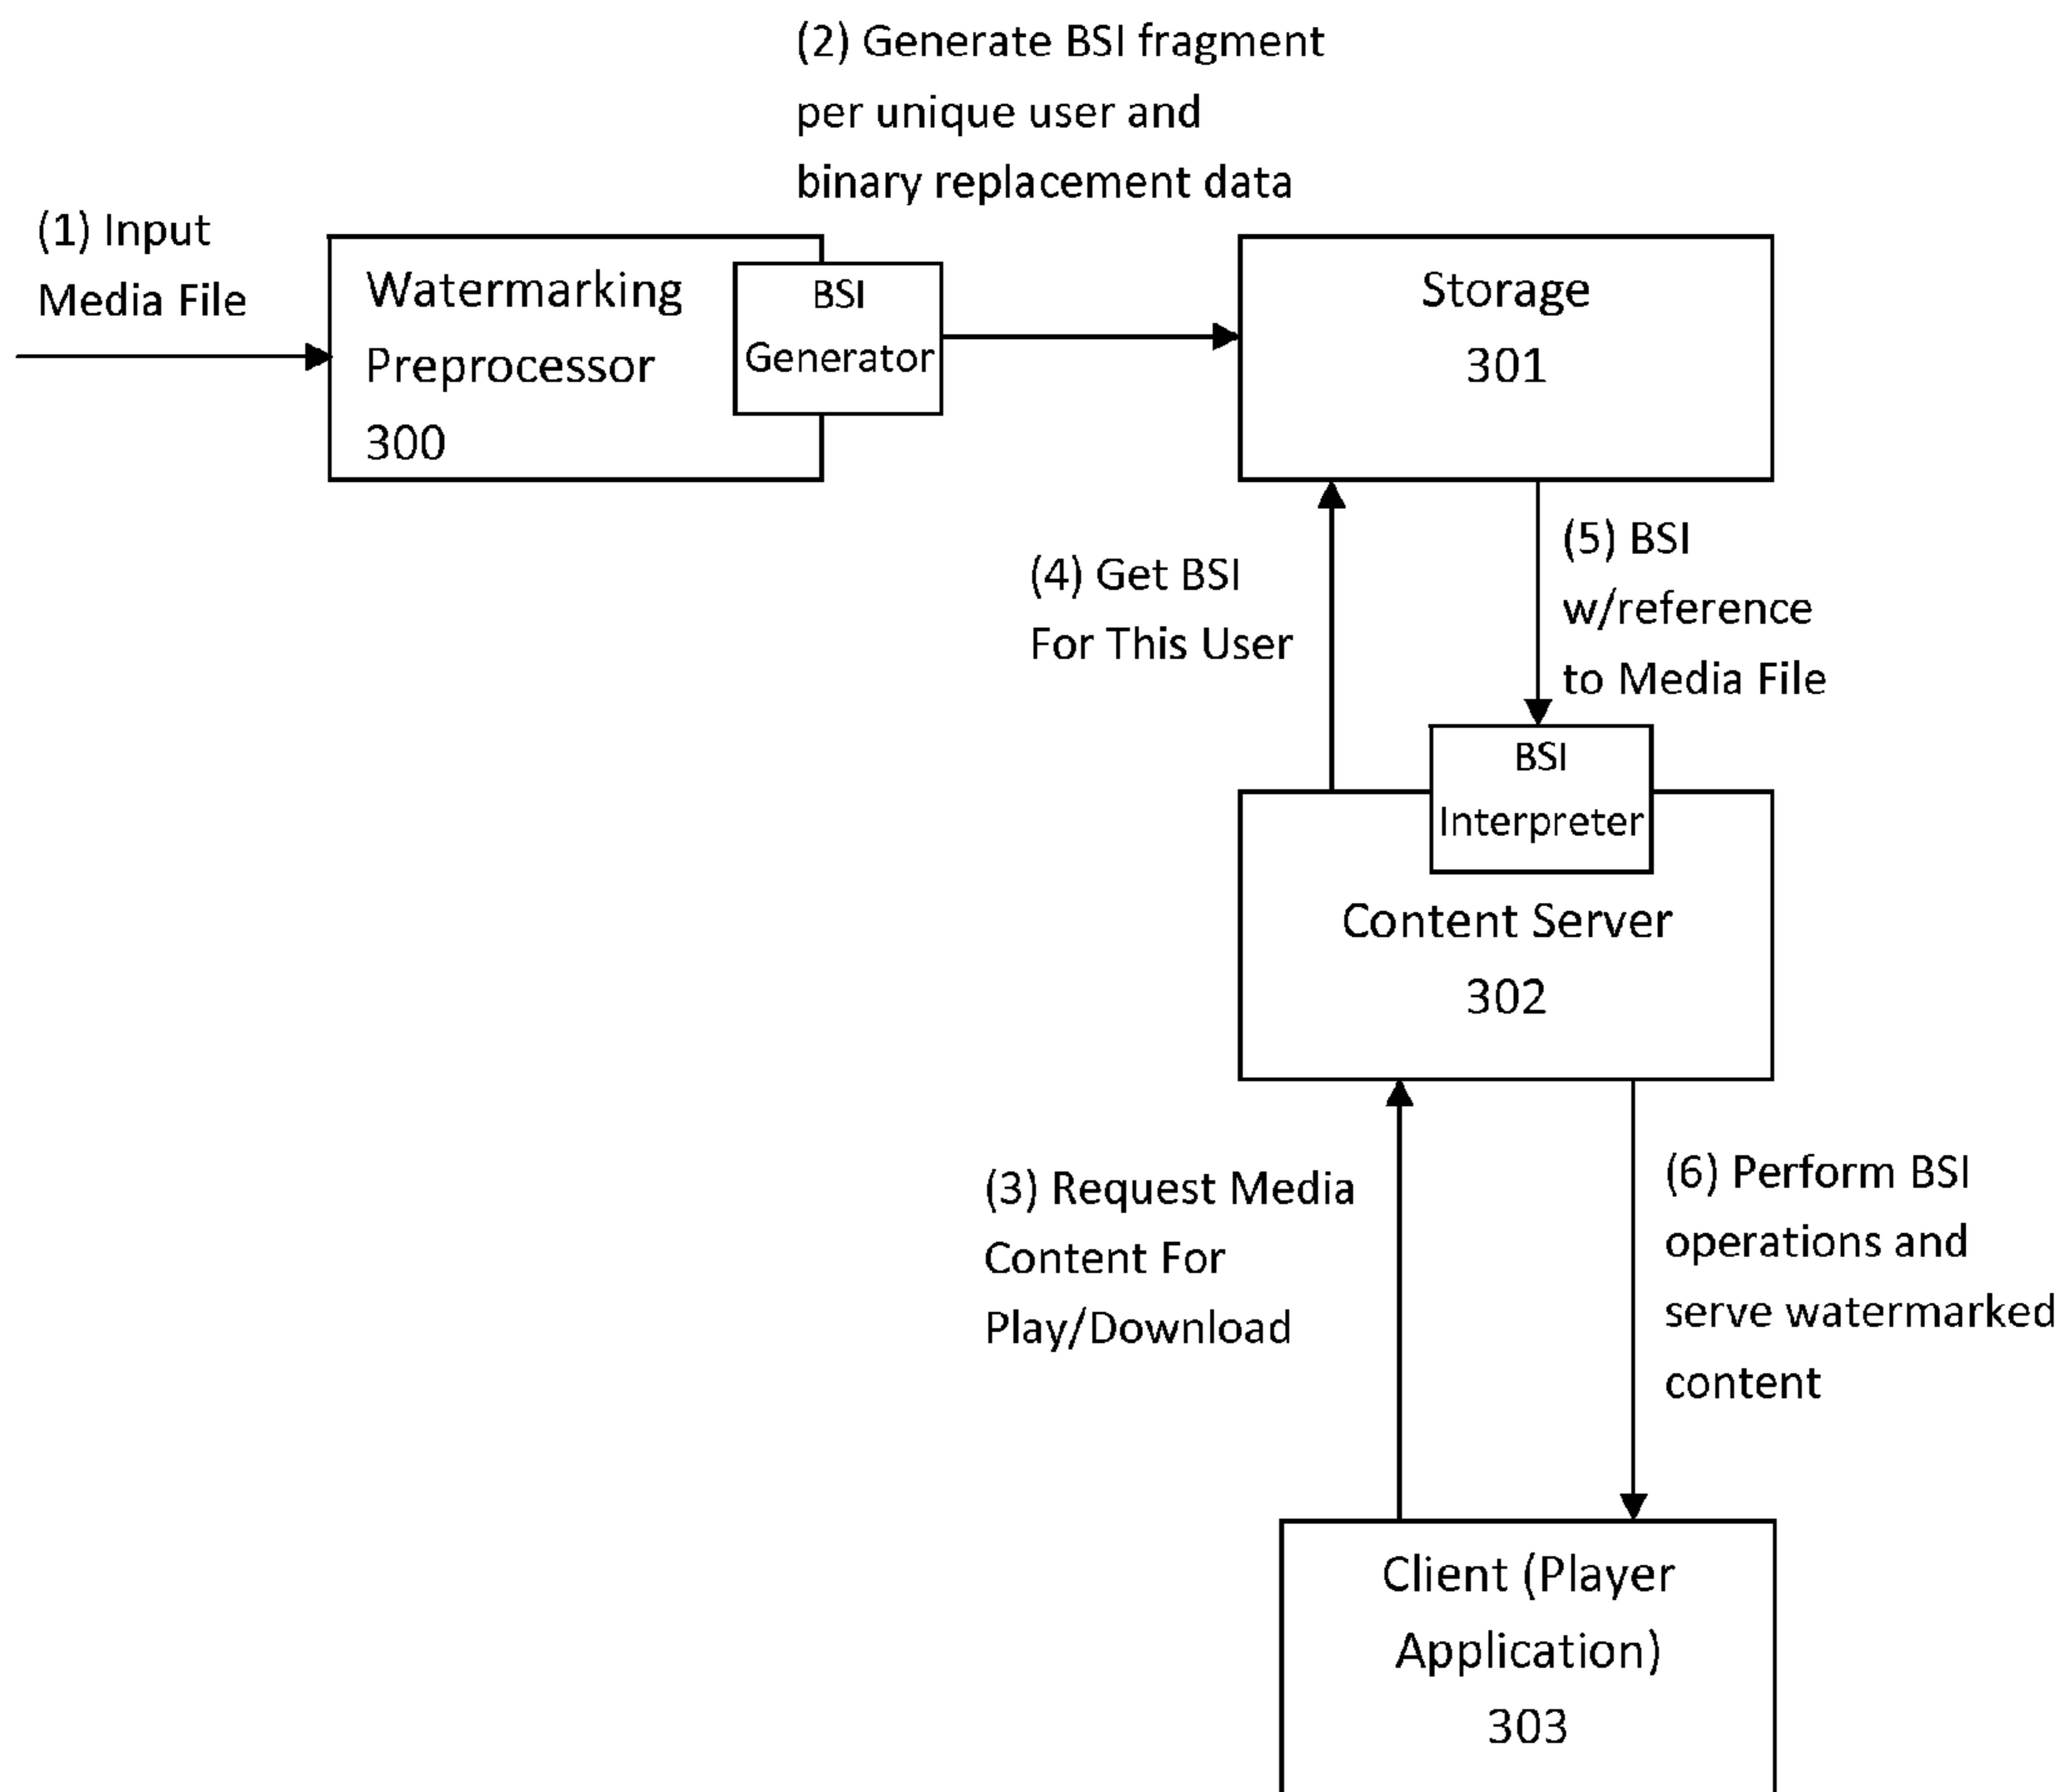 (2) Generate BSI fragment
per unique user and
binary replacement data
(1) Input
Media File
Watermarking
Preprocessor
300
BSI
Generator
Storage
301
(4) Get BSI
For This User
(5) BSI
w/reference
to Media File
BSI
Interpreter
Content Server
302
(3) Request Media
Content For
Play/Download
(6) Perform BSI
operations and
serve watermarked
content
Client (Player
Application)
303